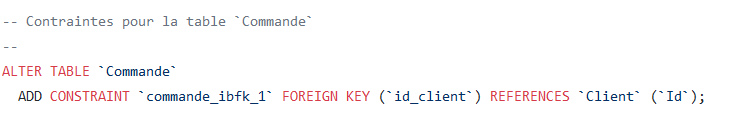 -- Contraintes pour la table `Commande`
--
ALTER TABLE `Commande`
ADD CONSTRAINT `commande_ibfk_1` FOREIGN KEY (`id_client`) REFERENCES `Client` (`Id`);